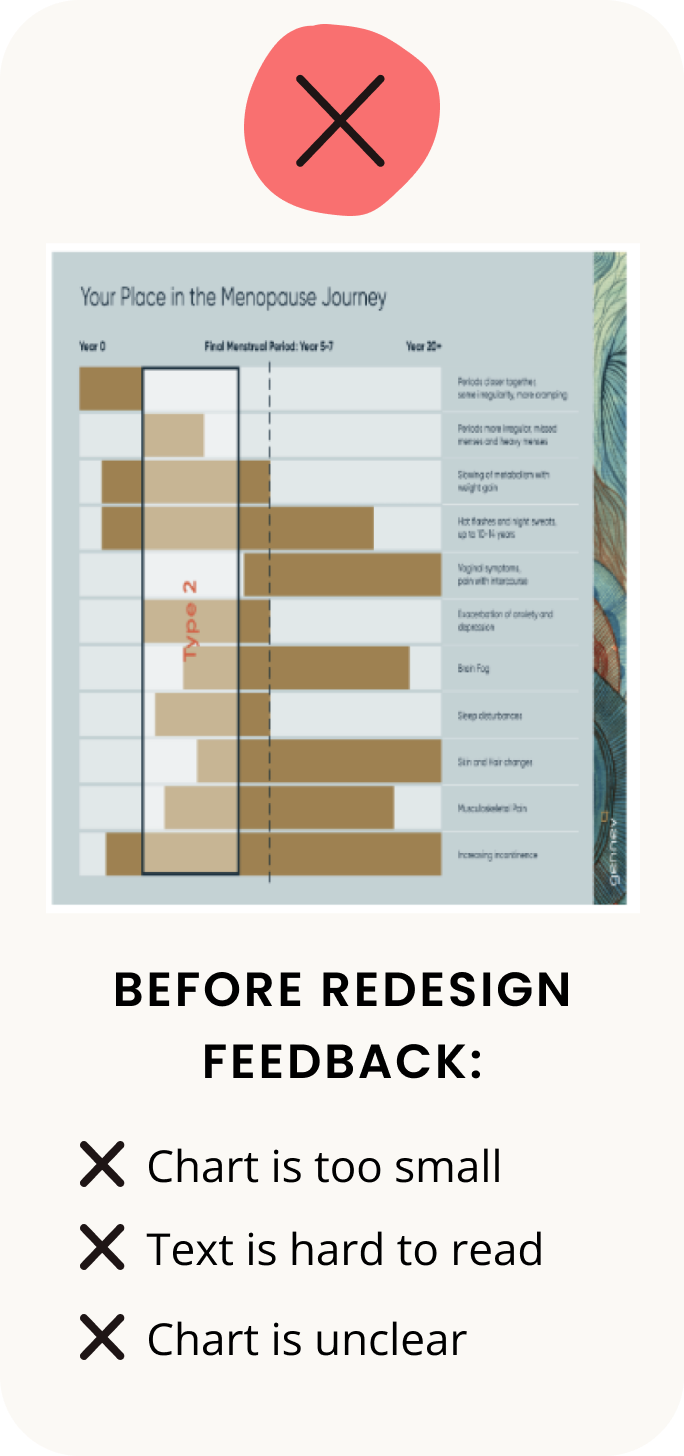 Your Place in the Menopause Journey
Year 0
Final Menstrual Period: Year 5-7
Year 20+
Periods closer together,
some irregularity, more cramping
Periods more irregular, missed
menses and heavy menses
Slowing of metabolism with
weight gain
Hot flashes and night sweats,
up to 10-14 years
Vaginal symptoms,
pain with intercourse
Exacerbation of anxiety and
depression
Brain Fog
Sleep disturbances
Skin and Hair changes
Musculoskeletal Pain
Increasing incontinence
Type 2
gennev
BEFORE REDESIGN
FEEDBACK:
Chart is too small
Text is hard to read
Chart is unclear